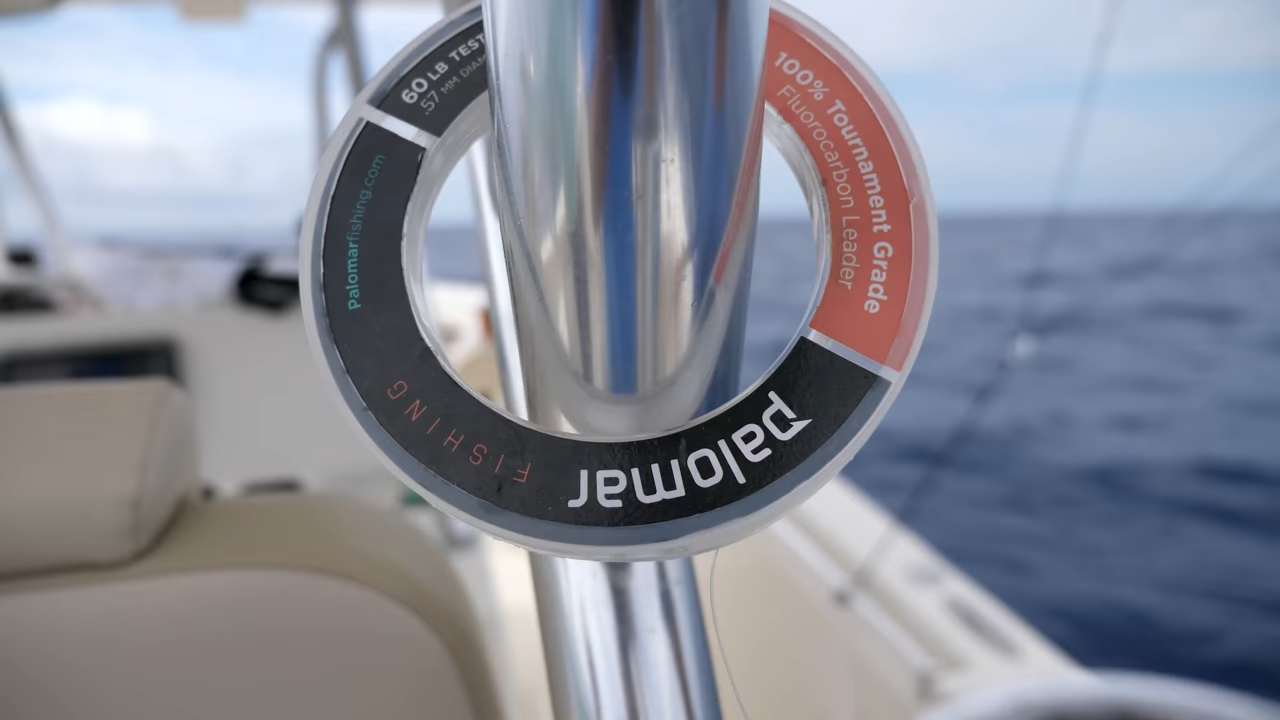 60 LB TEST
.57 MM DIAM
100% Tournament Grade
Fluorocarbon Leader
Palomarfishing.com
palomar
FISHING